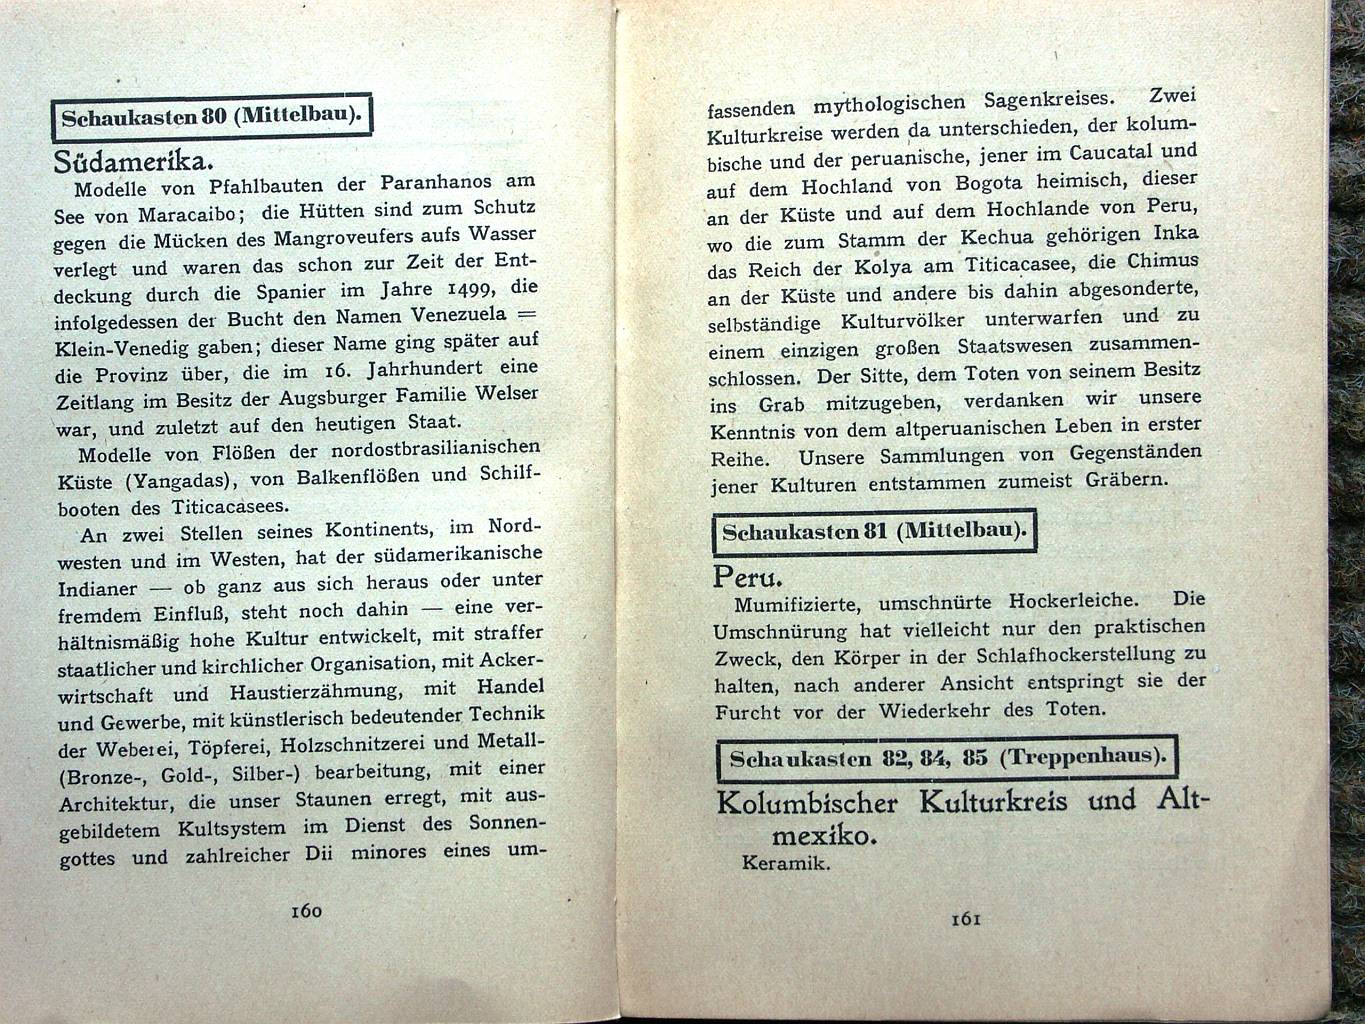 Schaukasten 80 (Mittelbau).
Südamerika.
Modelle von Pfahlbauten der Paranhanos am
See von Maracaibo; die Hütten sind zum Schutz
gegen die Mücken des Mangroveufers aufs Wasser
verlegt und waren das schon zur Zeit der Ent-
deckung durch die Spanier im Jahre 1499, die
infolgedessen der Bucht den Namen Venezuela =
Klein-Venedig gaben; dieser Name ging später auf
die Provinz über, die im 16. Jahrhundert eine
Zeitlang im Besitz der Augsburger Familie Welser
war, und zuletzt auf den heutigen Staat.
Modelle von Flößen der nordostbrasilianischen
Küste (Yangadas), von Balkenflößen und Schilf-
booten des Titicacasees.
An zwei Stellen seines Kontinents, im Nord-
westen und im Westen, hat der südamerikanische
Indianer — ob ganz aus sich heraus oder unter
fremdem Einfluß, steht noch dahin — eine ver-
hältnismäßig hohe Kultur entwickelt, mit straffer
staatlicher und kirchlicher Organisation, mit Acker-
wirtschaft und Haustierzähmung, mit Handel
und Gewerbe, mit künstlerisch bedeutender Technik
der Weberei, Töpferei, Holzschnitzerei und Metall-
(Bronze-, Gold-, Silber-) bearbeitung, mit einer
Architektur, die unser Staunen erregt, mit aus-
gebildetem Kultsystem im Dienst des Sonnen-
gottes und zahlreicher Dii minores eines um-
160
fassenden mythologischen Sagenkreises. Zwei
Kulturkreise werden da unterschieden, der kolum-
bische und der peruanische, jener im Caucatal und
auf dem Hochland von Bogota heimisch, dieser
an der Küste und auf dem Hochlande von Peru,
wo die zum Stamm der Kechua gehörigen Inka
das Reich der Kolya am Titicacasee, die Chimus
an der Küste und andere bis dahin abgesonderte,
selbständige Kulturvölker unterwarfen und zu
einem einzigen großen Staatswesen zusammen-
schlossen. Der Sitte, dem Toten von seinem Besitz
ins Grab mitzugeben, verdanken wir unsere
Kenntnis von dem altperuanischen Leben in erster
Reihe. Unsere Sammlungen von Gegenständen
jener Kulturen entstammen zumeist Gräbern.
Schaukasten 81 (Mittelbau).
Peru.
Mumifizierte, umschnürte Hockerleiche. Die
Umschnürung hat vielleicht nur den praktischen
Zweck, den Körper in der Schlafhockerstellung zu
halten, nach anderer Ansicht entspringt sie der
Furcht vor der Wiederkehr des Toten.
Schaukasten 82, 84, 85 (Treppenhaus).
Kolumbischer Kulturkreis und Alt-
mexiko.
Keramik.
161